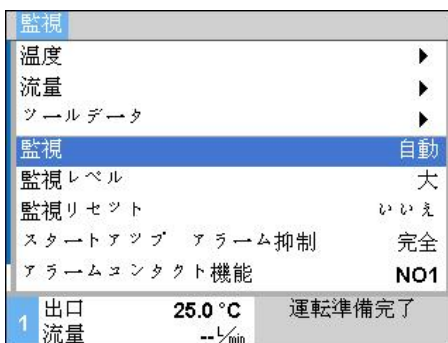 監視
温度
流量
ツールデータ
監視 自動
監視レベル 大
監視リセット いいえ
スタートアップ アラーム抑制 完全
アラームコンタクト機能 NO1
1 出口 25.0 °C 運転準備完了
流量 -- L/min